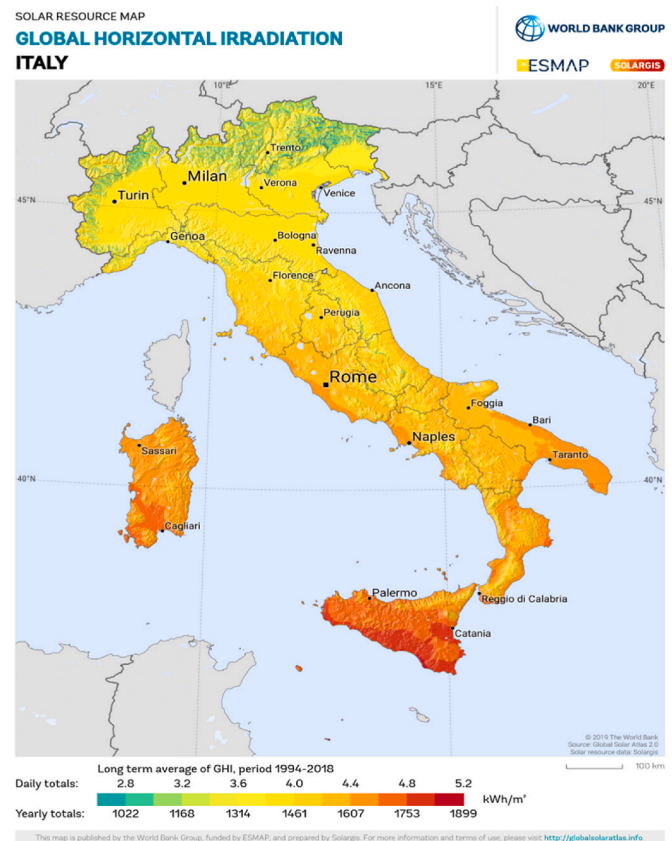 SOLAR RESOURCE MAP
GLOBAL HORIZONTAL IRRADIATION
ITALY
WORLD BANK GROUP
ESMAP
SOLARGIS
10°E
15°E
20°E
Trento
Milan
Verona
Venice
Turin
45°N
45°N
Genoa
Bologna
Ravenna
Florence
Ancona
Perugia
Rome
Foggia
Bari
Naples
Taranto
Sassari
40°N
40°N
Cagliari
Palermo
Reggio di Calabria
Catania
© 2019 The World Bank
Source: Global Solar Atlas 2.0
Solar resource data: Solargis
100 km
Long term average of GHI, period 1994-2018
Daily totals: 2.8 3.2 3.6 4.0 4.4 4.8 5.2
kWh/m²
Yearly totals: 1022 1168 1314 1461 1607 1753 1899
This map is published by the World Bank Group, funded by ESMAP, and prepared by Solargis. For more information and terms of use, please visit http://globalsolaratlas.info